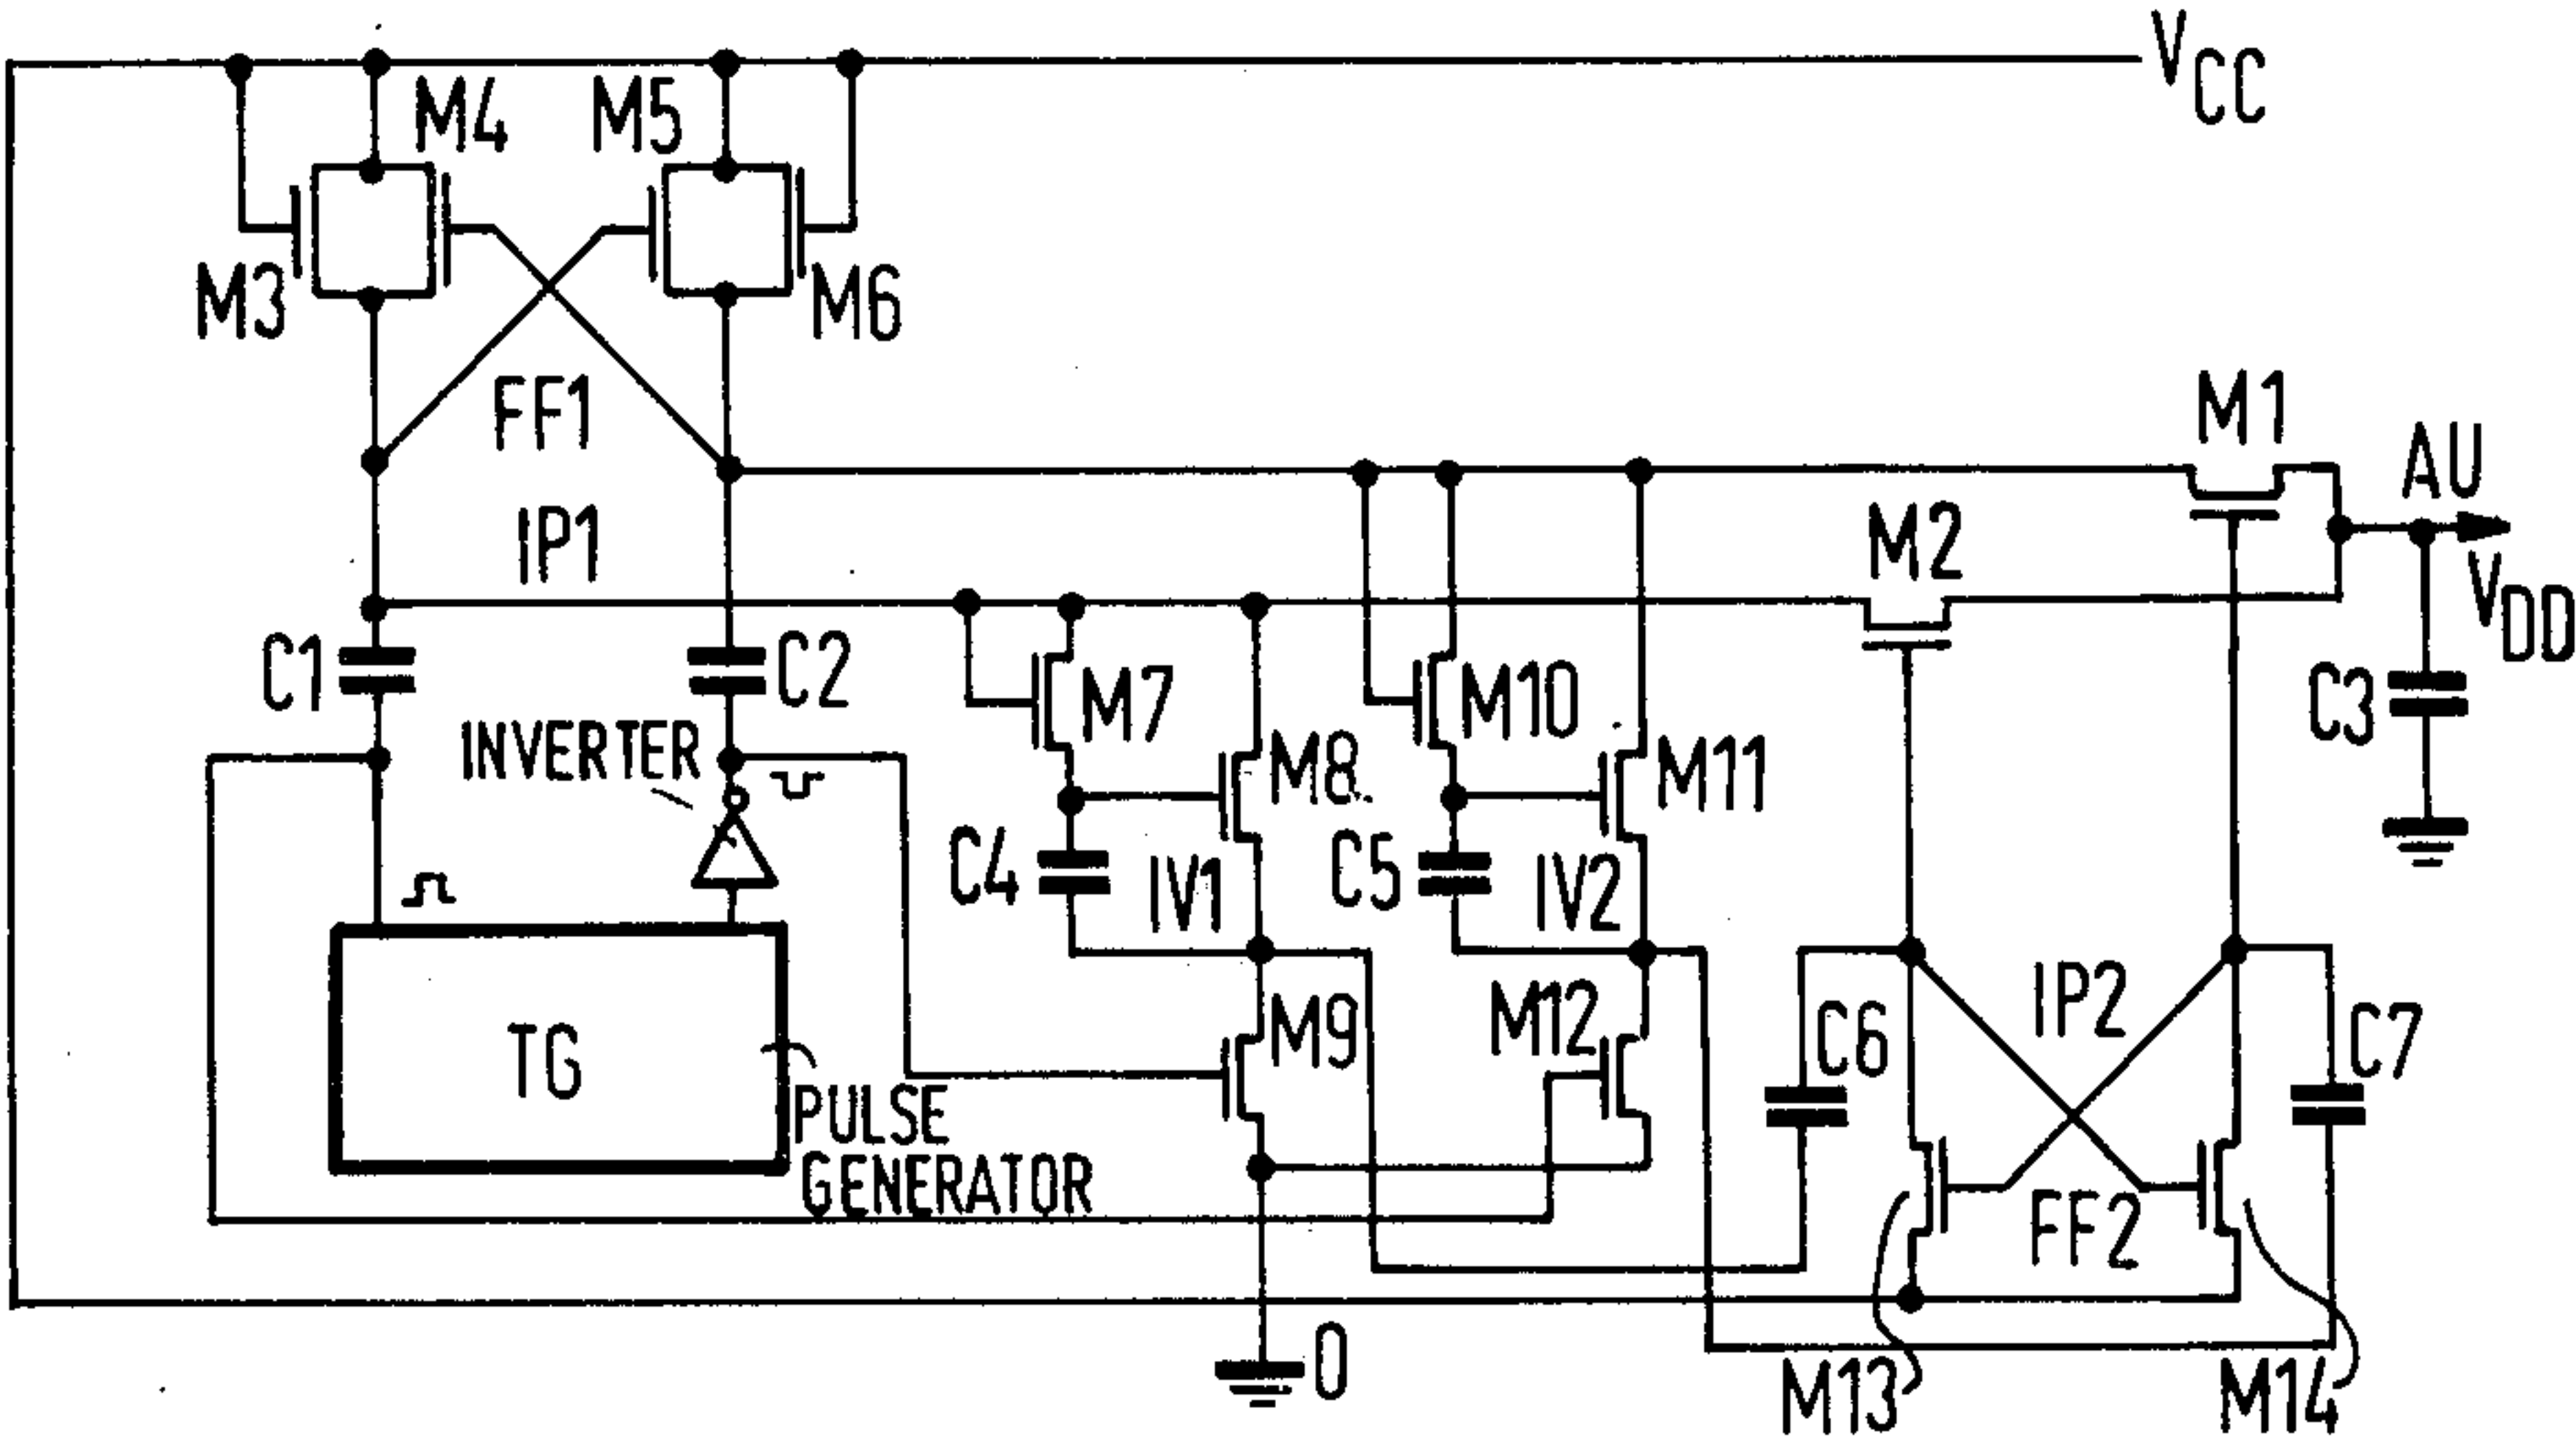 VCC
M4
M5
M3
M6
FF1
M1
AU
IP1
M2
VDD
C1
C2
M7
M10
C3
INVERTER
M8
M11
C4
IV1
C5
IV2
IP2
TG
M9
M12
C6
C7
PULSE
GENERATOR
FF2
0
M13
M14